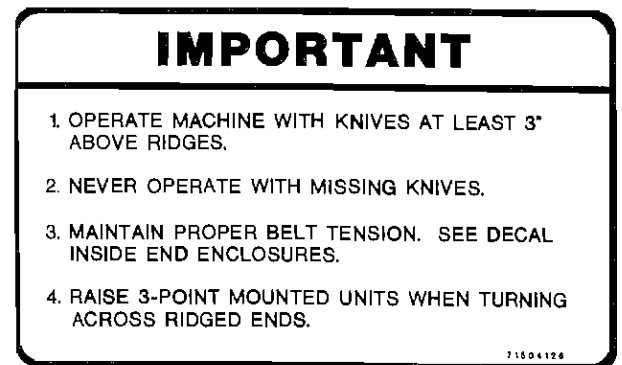 IMPORTANT
1. OPERATE MACHINE WITH KNIVES AT LEAST 3"
ABOVE RIDGES.
2. NEVER OPERATE WITH MISSING KNIVES.
3. MAINTAIN PROPER BELT TENSION. SEE DECAL
INSIDE END ENCLOSURES.
4. RAISE 3-POINT MOUNTED UNITS WHEN TURNING
ACROSS RIDGED ENDS.
71504126